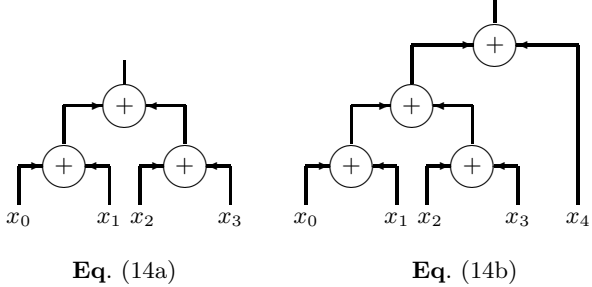 +
+ +
x0 x1 x2 x3
Eq. (14a)
+
+
+ +
x0 x1 x2 x3 x4
Eq. (14b)